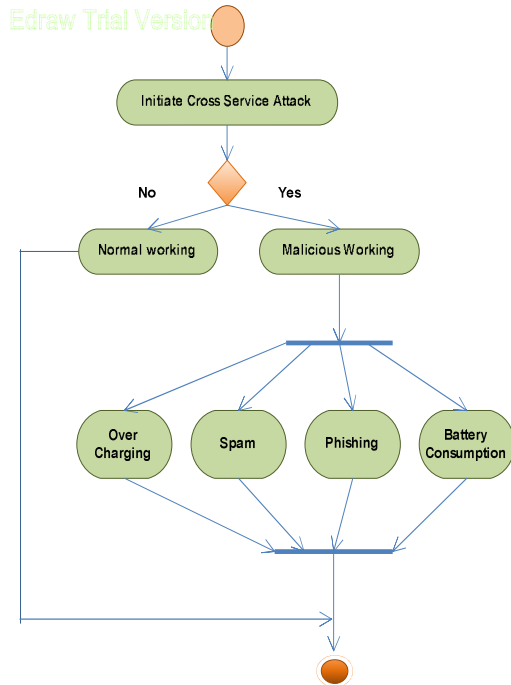 Edraw Trial Version
Initiate Cross Service Attack
No
Yes
Normal working
Malicious Working
Over
Charging
Spam
Phishing
Battery
Consumption